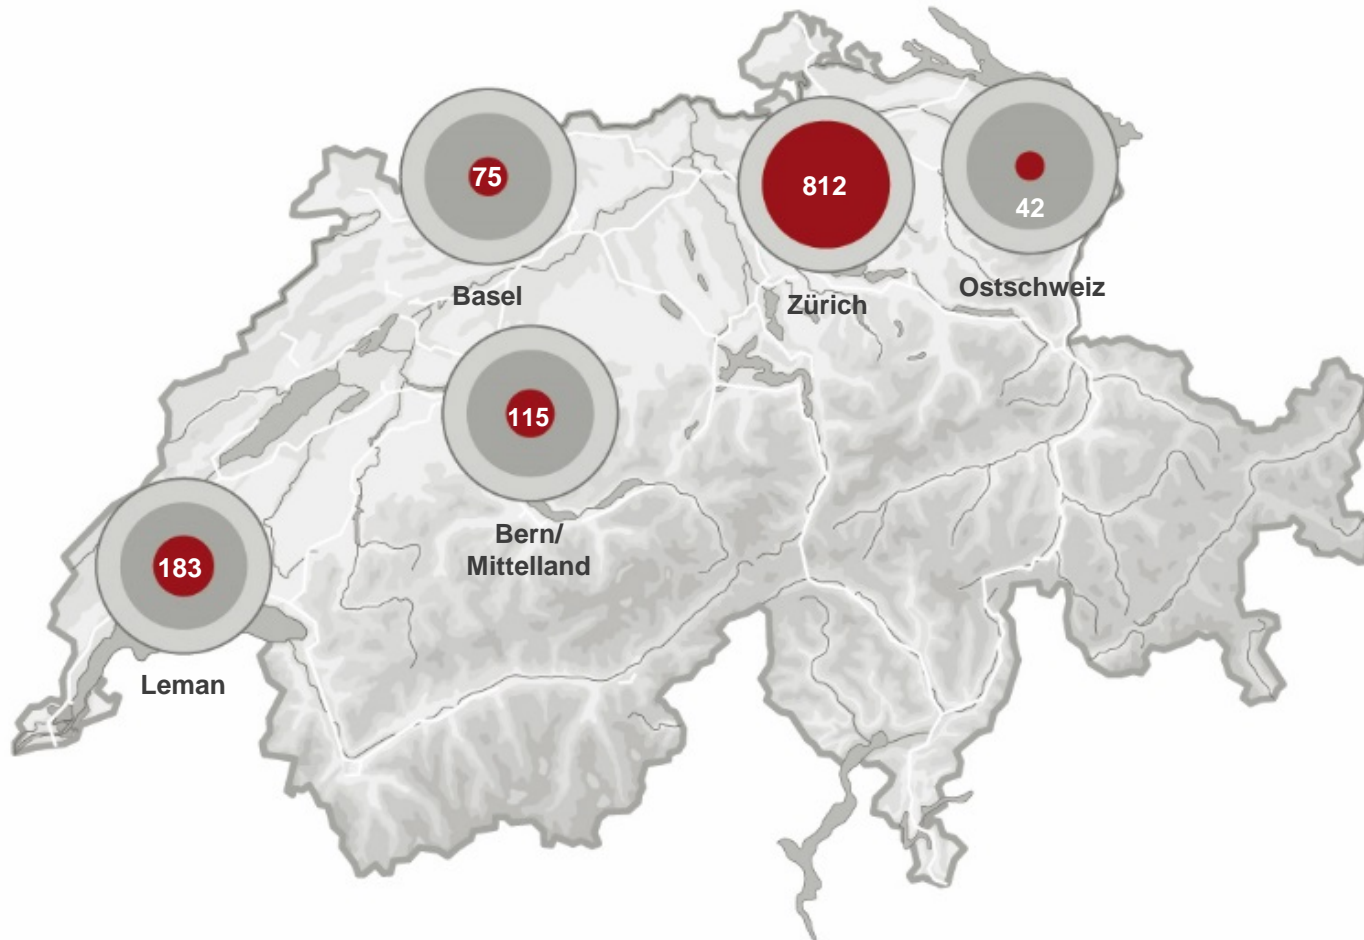 75
Basel
812
Zürich
42
Ostschweiz
115
Bern/
Mittelland
183
Leman